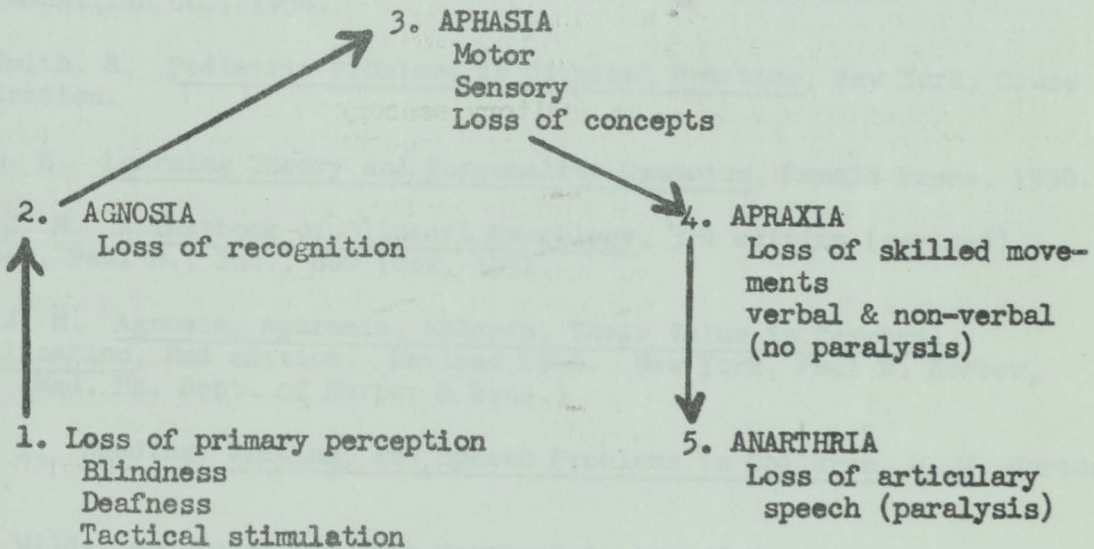 3. APHASIA
Motor
Sensory
Loss of concepts
2. AGNOSIA
Loss of recognition
4. APRAXIA
Loss of skilled move-
ments
verbal & non-verbal
(no paralysis)
1. Loss of primary perception
Blindness
Deafness
Tactical stimulation
5. ANARTHRIA
Loss of articulary
speech (paralysis)